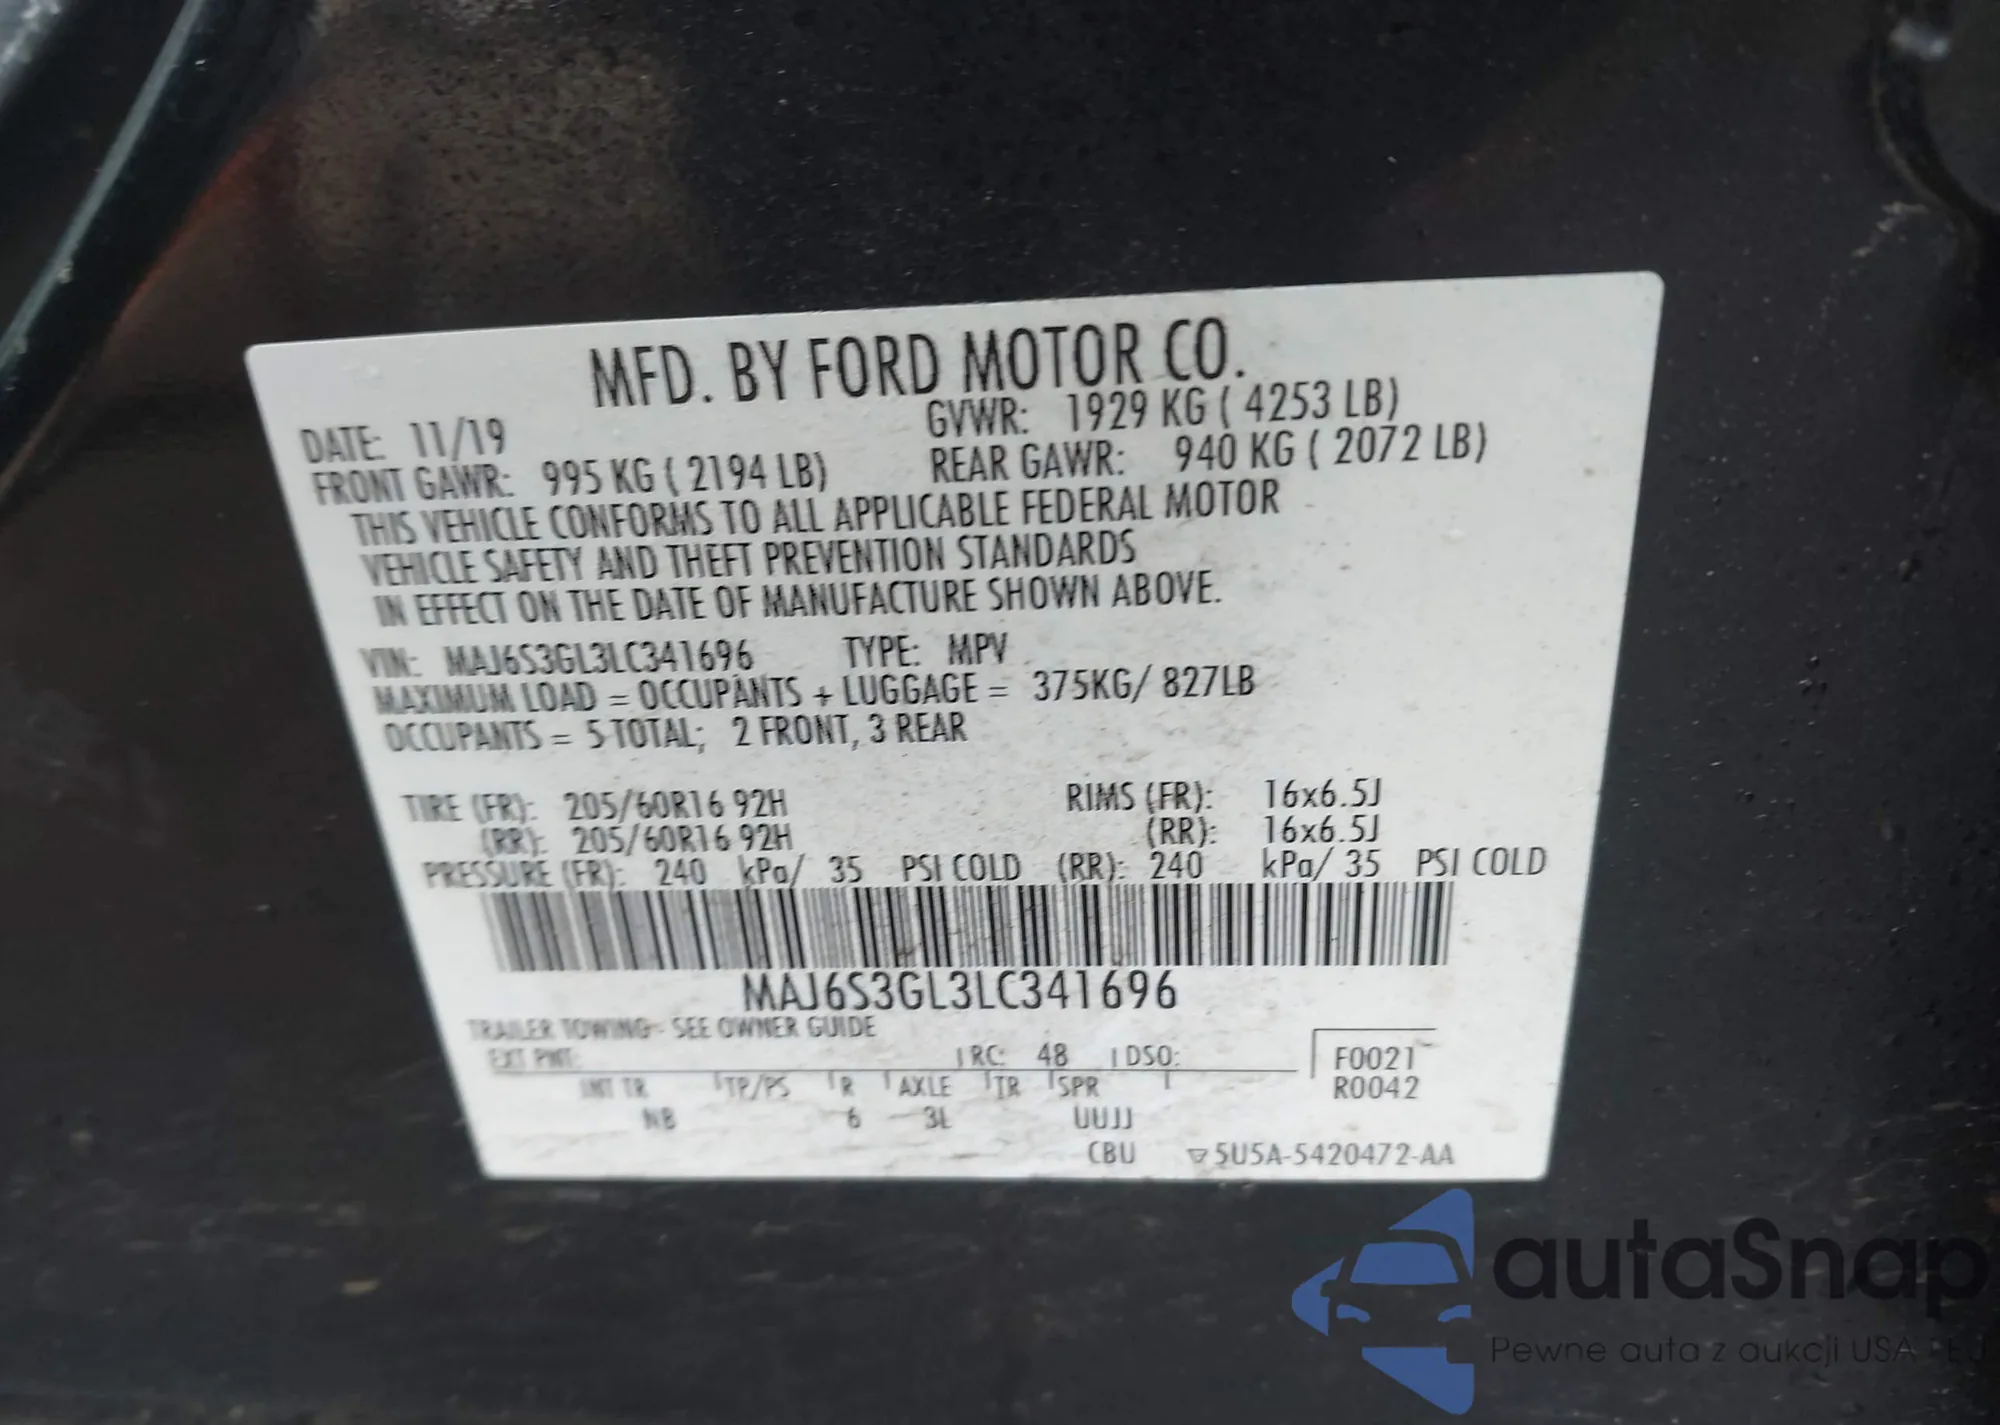 MFD. BY FORD MOTOR CO.
DATE: 11/19 GVWR: 1929 KG ( 4253 LB)
FRONT GAWR: 995 KG ( 2194 LB) REAR GAWR: 940 KG ( 2072 LB)
THIS VEHICLE CONFORMS TO ALL APPLICABLE FEDERAL MOTOR
VEHICLE SAFETY AND THEFT PREVENTION STANDARDS
IN EFFECT ON THE DATE OF MANUFACTURE SHOWN ABOVE.
VIN: MAJ6S3GL3LC341696 TYPE: MPV
MAXIMUM LOAD = OCCUPANTS + LUGGAGE = 375KG/ 827LB
OCCUPANTS = 5 TOTAL; 2 FRONT, 3 REAR
TIRE (FR): 205/60R16 92H RIMS (FR): 16x6.5J
(RR): 205/60R16 92H (RR): 16x6.5J
PRESSURE (FR): 240 kPa/ 35 PSI COLD (RR): 240 kPa/ 35 PSI COLD
MAJ6S3GL3LC341696
TRAILER TOWING - SEE OWNER GUIDE
EXT PNT: RC: 48 DSO: F0021
INT TR TP/PS R AXLE TR SPR R0042
NB 6 3L UUJJ
CBU ▽5U5A-5420472-AA
autaSnap
Pewne auta z aukcji USA i EU